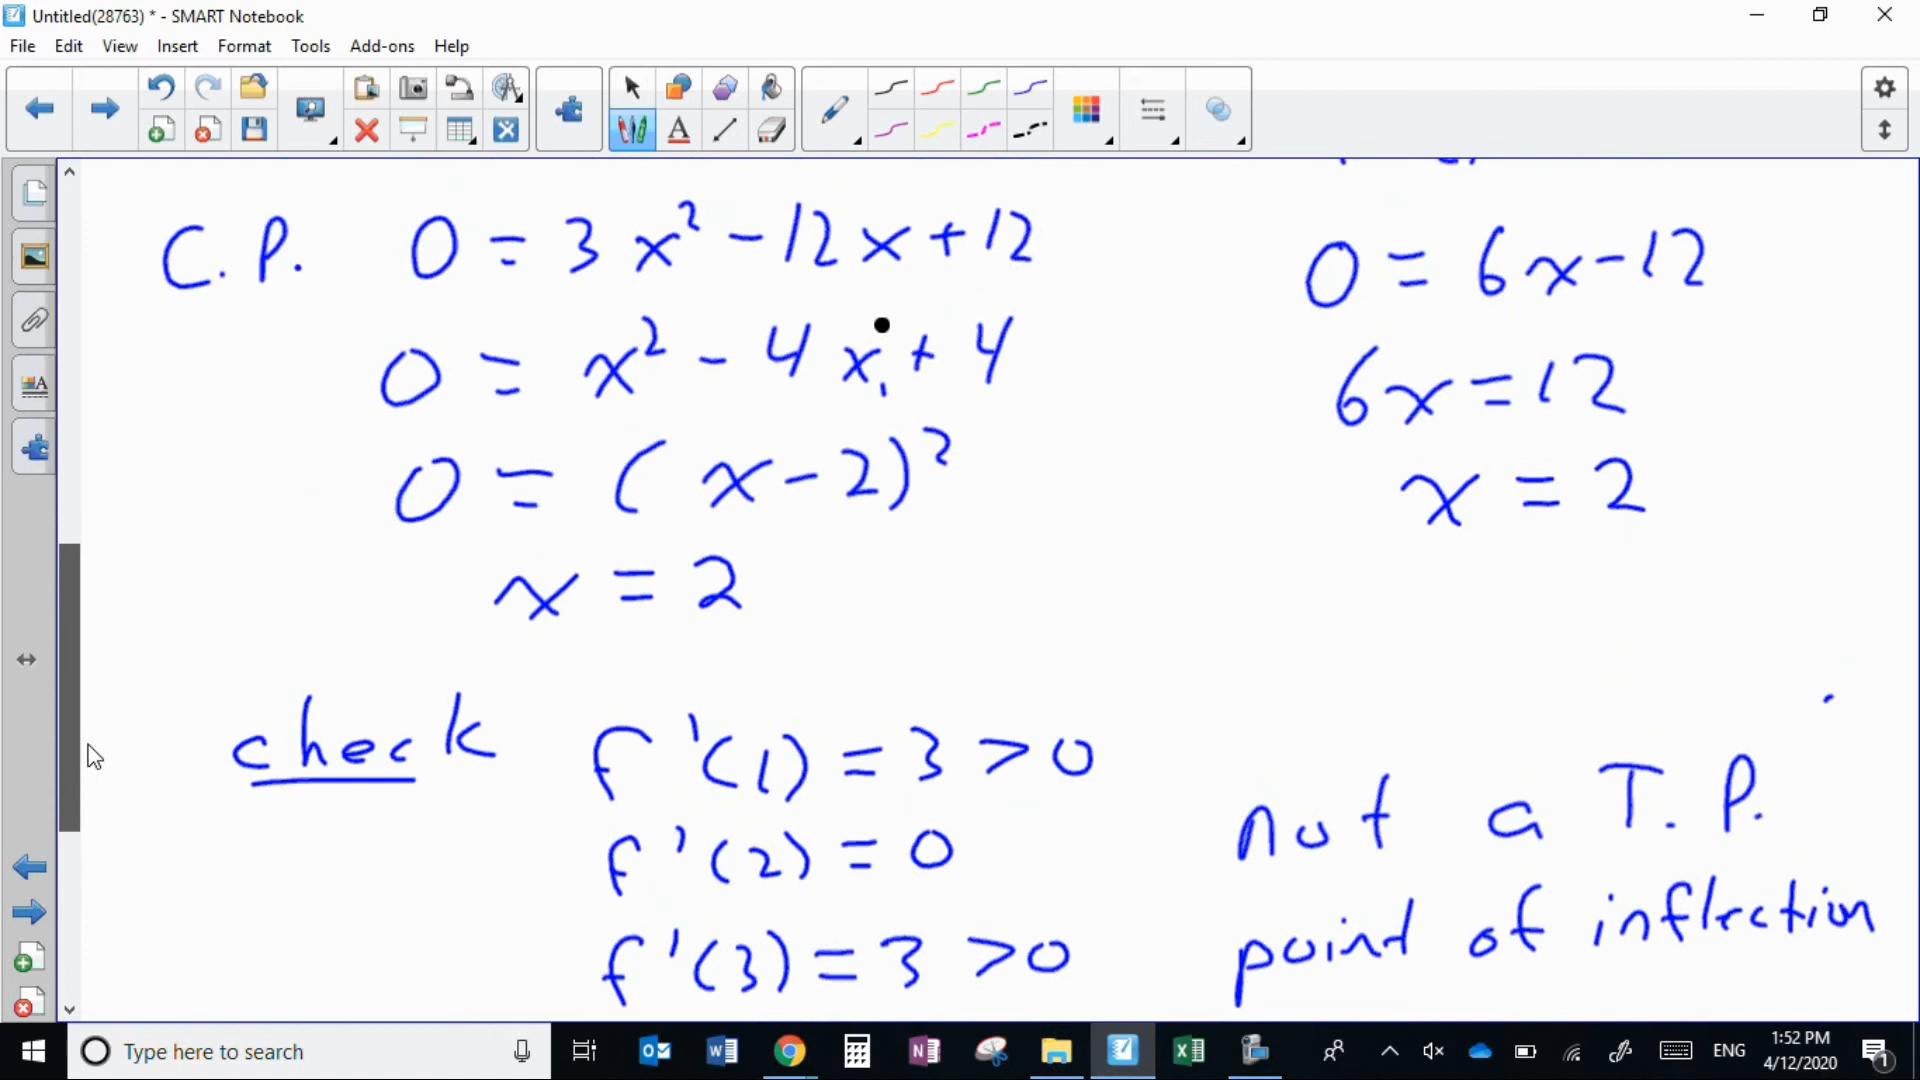 Untitled(28763) * - SMART Notebook
File Edit View Insert Format Tools Add-ons Help
C.P. 0 = 3x² - 12x + 12
0 = x² - 4x + 4
0 = (x - 2)²
x = 2
0 = 6x - 12
6x = 12
x = 2
check f'(1) = 3 > 0
f'(2) = 0
f'(3) = 3 > 0
not a T.P.
point of inflection
Type here to search
ENG
1:52 PM
4/12/2020
1